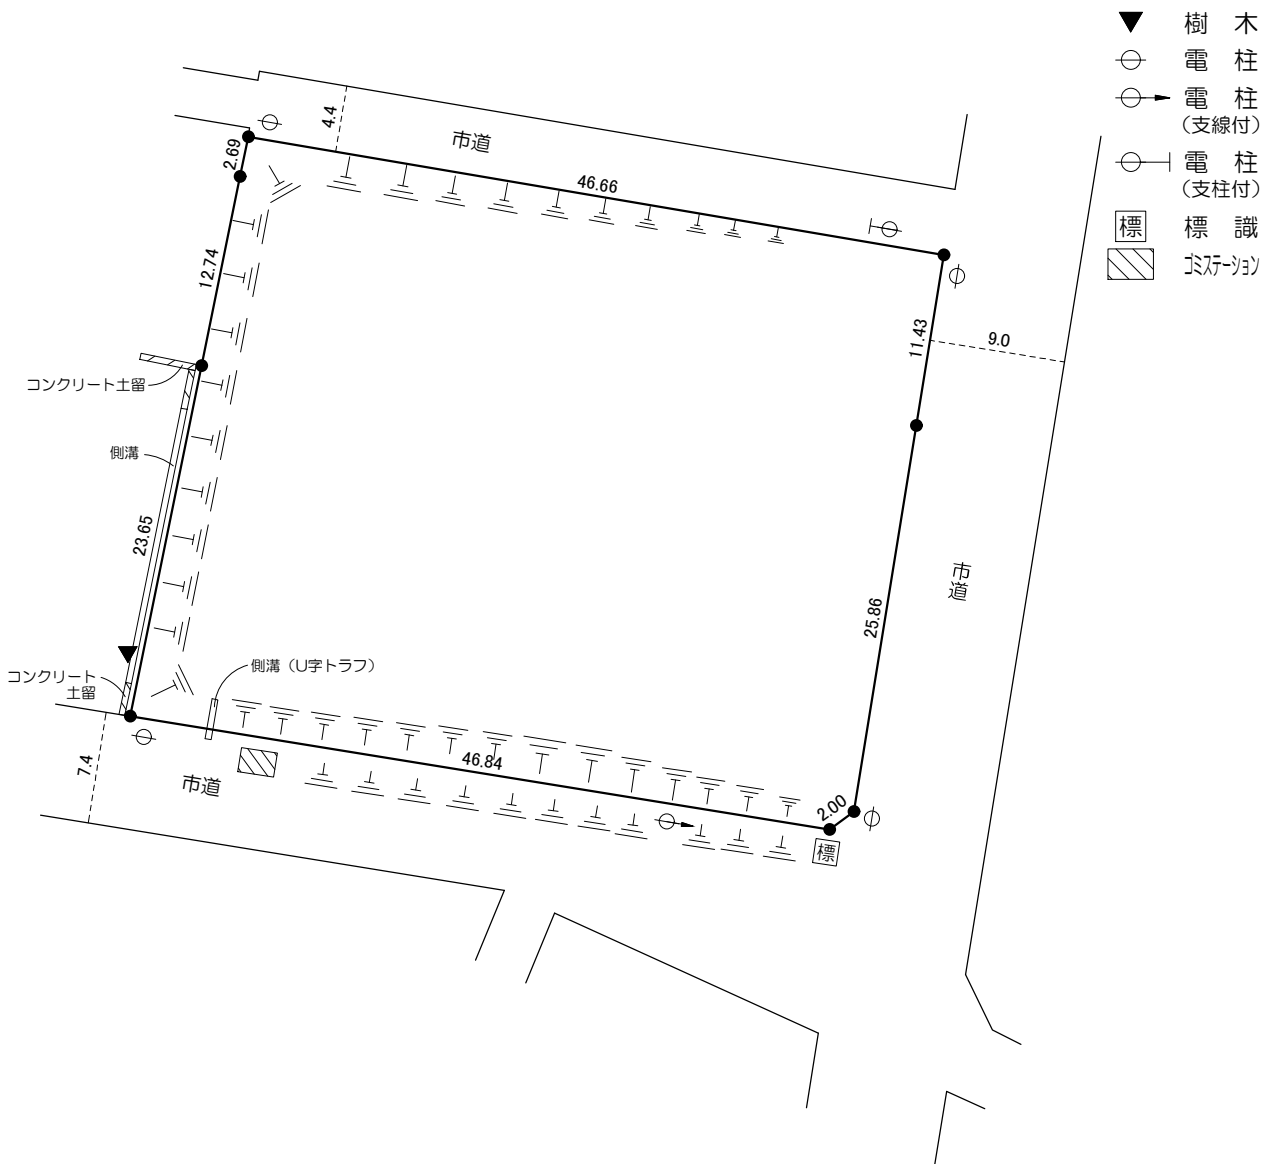 樹 木
電 柱
電 柱
(支線付)
電 柱
(支柱付)
標 標 識
ゴミステーション
4.4
市道
2.69
46.66
12.74
11.43
9.0
コンクリート土留
側溝
23.65
市道
25.86
側溝（U字トラフ）
コンクリート
土留
7.4
市道
46.84
2.00
標